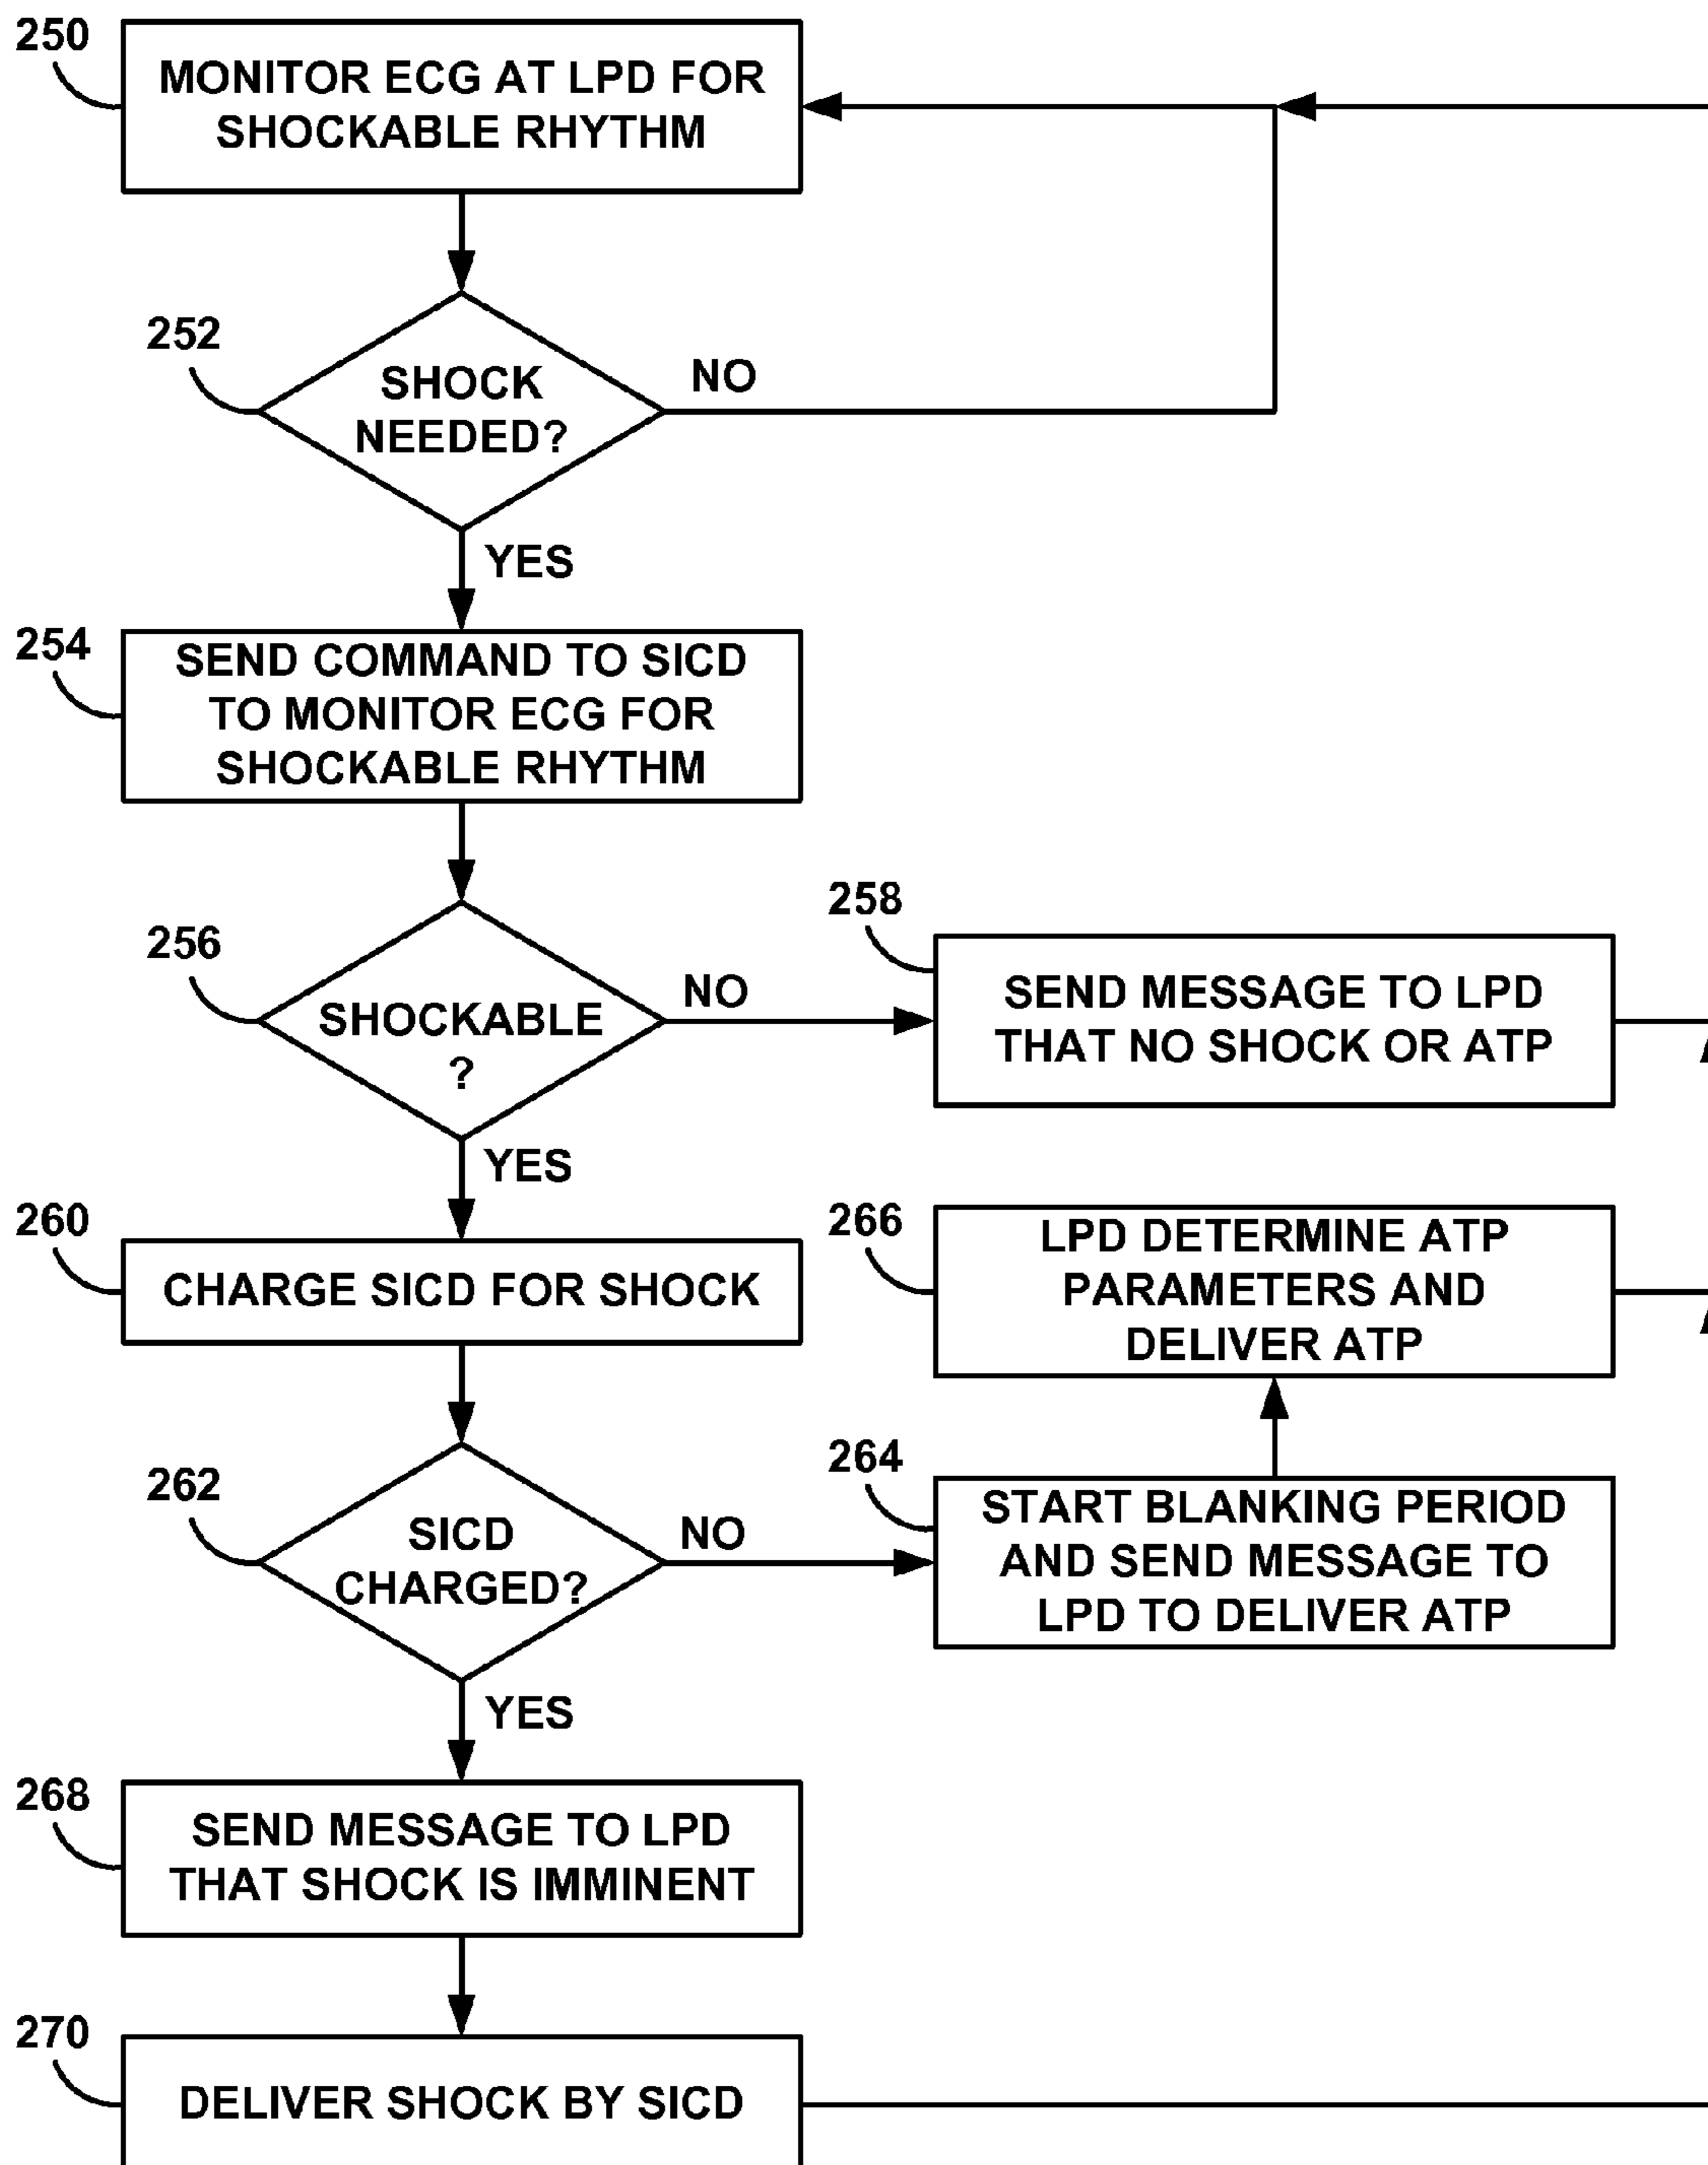 250
MONITOR ECG AT LPD FOR
SHOCKABLE RHYTHM
252
SHOCK
NEEDED?
NO
YES
254
SEND COMMAND TO SICD
TO MONITOR ECG FOR
SHOCKABLE RHYTHM
256
SHOCKABLE
?
NO
258
SEND MESSAGE TO LPD
THAT NO SHOCK OR ATP
YES
260
CHARGE SICD FOR SHOCK
266
LPD DETERMINE ATP
PARAMETERS AND
DELIVER ATP
262
SICD
CHARGED?
NO
264
START BLANKING PERIOD
AND SEND MESSAGE TO
LPD TO DELIVER ATP
YES
268
SEND MESSAGE TO LPD
THAT SHOCK IS IMMINENT
270
DELIVER SHOCK BY SICD